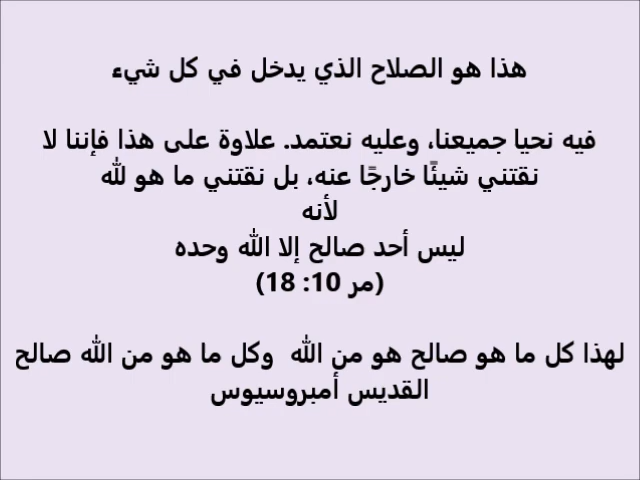 هذا هو الصلاح الذي يدخل في كل شيء
فيه نحيا جميعنا، وعليه نعتمد. علاوة على هذا فإننا لا
نقتني شيئًا خارجًا عنه، بل نقتني ما هو لله
لأنه
ليس أحد صالح إلا الله وحده
(مر 10: 18)
لهذا كل ما هو صالح هو من الله وكل ما هو من الله صالح
القديس أمبروسيوس